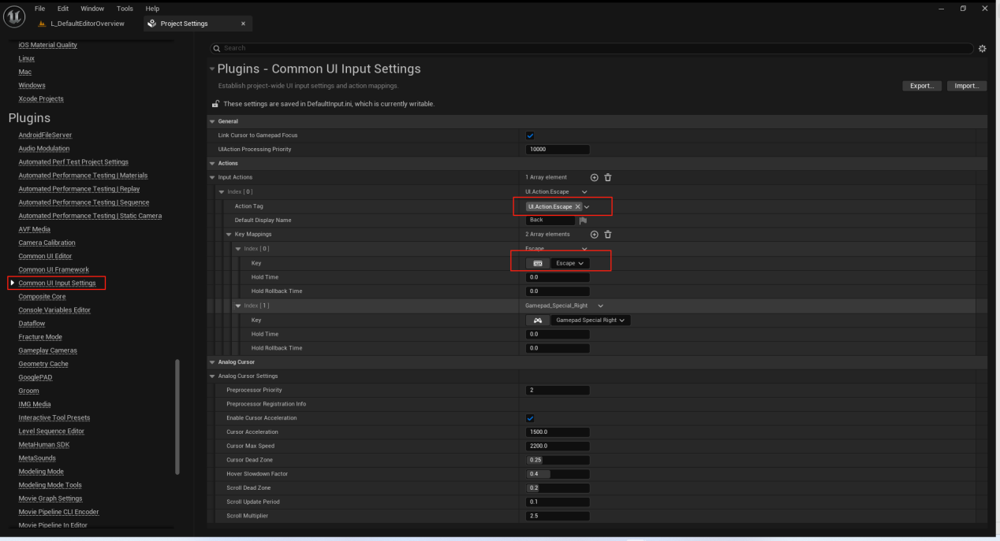 File Edit Window Tools Help
L_DefaultEditorOverview Project Settings
iOS Material Quality
Linux
Mac
Windows
Xcode Projects
Plugins
AndroidFileServer
Audio Modulation
Automated Perf Test Project Settings
Automated Performance Testing | Materials
Automated Performance Testing | Replay
Automated Performance Testing | Sequence
Automated Performance Testing | Static Camera
AVF Media
Camera Calibration
Common UI Editor
Common UI Framework
Common UI Input Settings
Composite Core
Console Variables Editor
Dataflow
Fracture Mode
Gameplay Cameras
Geometry Cache
GooglePAD
Groom
IMG Media
Interactive Tool Presets
Level Sequence Editor
MetaHuman SDK
MetaSounds
Modeling Mode
Modeling Mode Tools
Movie Graph Settings
Movie Pipeline CLI Encoder
Movie Pipeline In Editor
Search
Plugins - Common UI Input Settings
Establish project-wide UI input settings and action mappings.
Export... Import...
These settings are saved in DefaultInput.ini, which is currently writable.
General
Link Cursor to Gamepad Focus
UIAction Processing Priority 10000
Actions
Input Actions 1 Array element
Index [ 0 ] UI.Action.Escape
Action Tag UI.Action.Escape
Default Display Name Back
Key Mappings 2 Array elements
Index [ 0 ] Escape
Key Escape
Hold Time 0.0
Hold Rollback Time 0.0
Index [ 1 ] Gamepad_Special_Right
Key Gamepad Special Right
Hold Time 0.0
Hold Rollback Time 0.0
Analog Cursor
Analog Cursor Settings
Preprocessor Priority 2
Preprocessor Registration Info
Enable Cursor Acceleration
Cursor Acceleration 1500.0
Cursor Max Speed 2200.0
Cursor Dead Zone 0.25
Hover Slowdown Factor 0.4
Scroll Dead Zone 0.2
Scroll Update Period 0.1
Scroll Multiplier 2.5